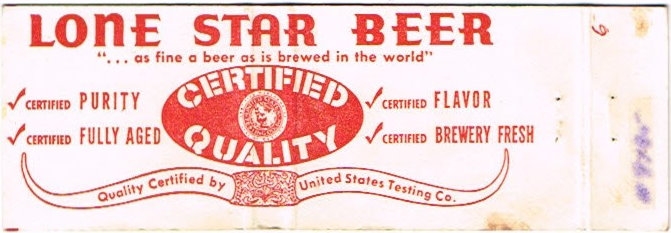 LONE STAR BEER
"... as fine a beer as is brewed in the world"
CERTIFIED QUALITY
✓CERTIFIED PURITY
✓CERTIFIED FLAVOR
✓CERTIFIED FULLY AGED
✓CERTIFIED BREWERY FRESH
Quality Certified by United States Testing Co.
6